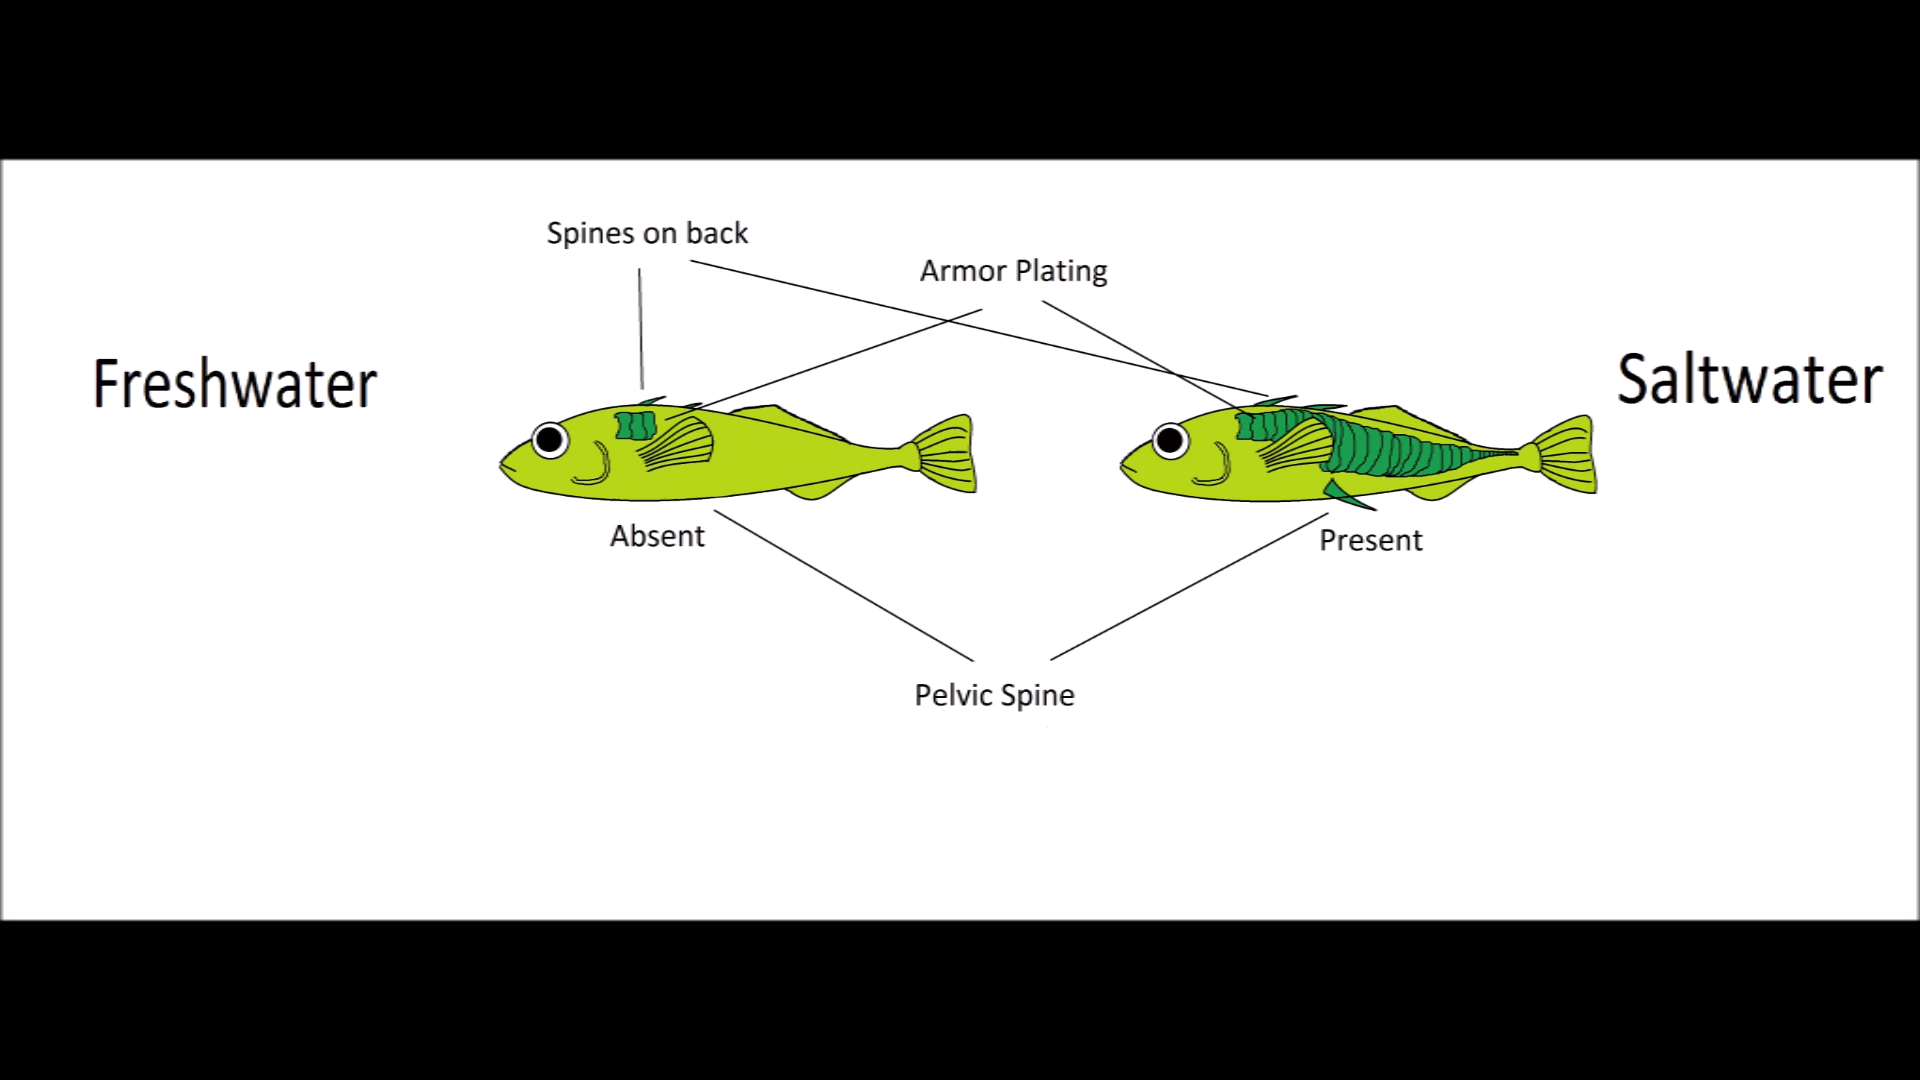 Spines on back
Armor Plating
Freshwater
Saltwater
Absent
Present
Pelvic Spine